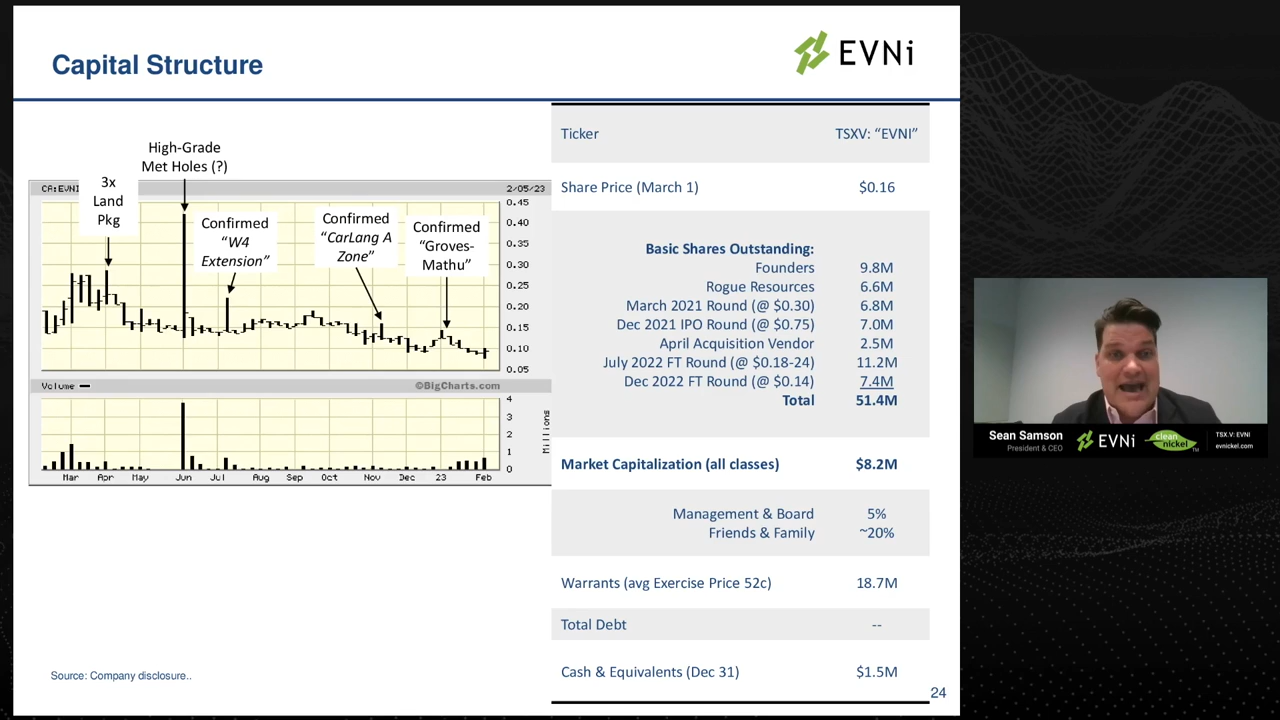 Capital Structure
EVNi
High-Grade
Met Holes (?)
3x
Land
Pkg
Confirmed
“W4
Extension”
Confirmed
“CarLang A
Zone”
Confirmed
“Groves-
Mathu”
CA:EVNI
2/05/23
0.45
0.40
0.35
0.30
0.25
0.20
0.15
0.10
0.05
Volume
©BigCharts.com
4
3
2
1
0
Millions
Mar Apr May Jun Jul Aug Sep Oct Nov Dec 23 Feb
Ticker TSXV: “EVNI”
Share Price (March 1) $0.16
Basic Shares Outstanding:
Founders 9.8M
Rogue Resources 6.6M
March 2021 Round (@ $0.30) 6.8M
Dec 2021 IPO Round (@ $0.75) 7.0M
April Acquisition Vendor 2.5M
July 2022 FT Round (@ $0.18-24) 11.2M
Dec 2022 FT Round (@ $0.14) 7.4M
Total 51.4M
Market Capitalization (all classes) $8.2M
Management & Board 5%
Friends & Family ~20%
Warrants (avg Exercise Price 52c) 18.7M
Total Debt --
Cash & Equivalents (Dec 31) $1.5M
Source: Company disclosure..
24
Sean Samson
President & CEO
EVNi
clean
nickel
TM
TSX.V: EVNI
evnickel.com